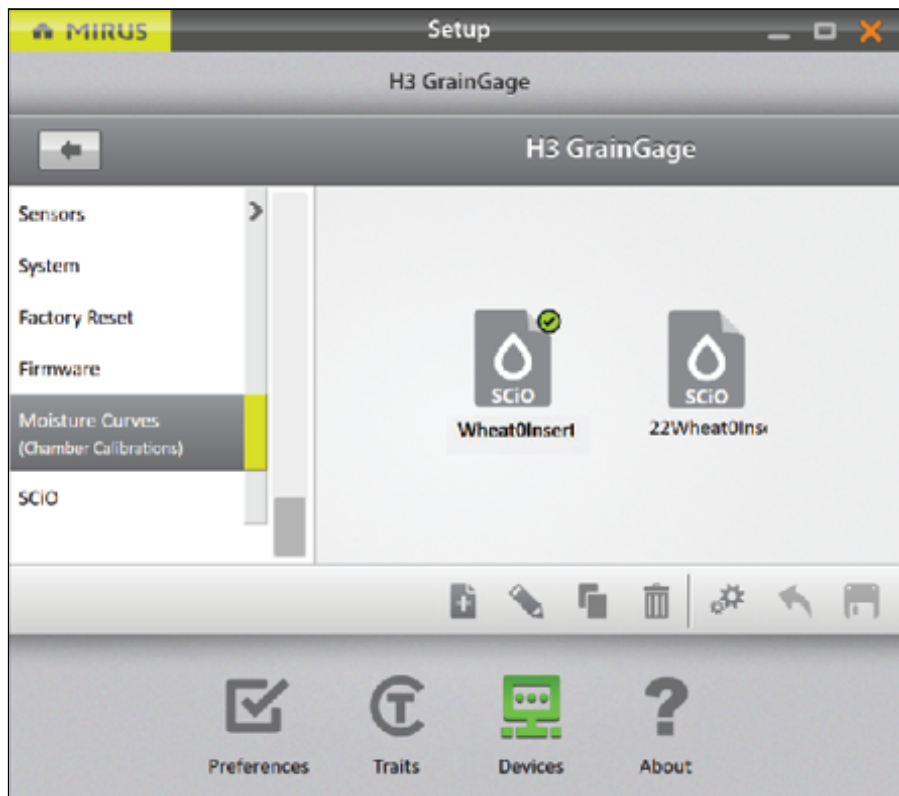 MIRUS
Setup
H3 GrainGage
H3 GrainGage
Sensors
System
Factory Reset
Firmware
Moisture Curves
(Chamber Calibrations)
SCiO
SCiO
Wheat0Insert
SCiO
22Wheat0Inse
Preferences
Traits
Devices
About